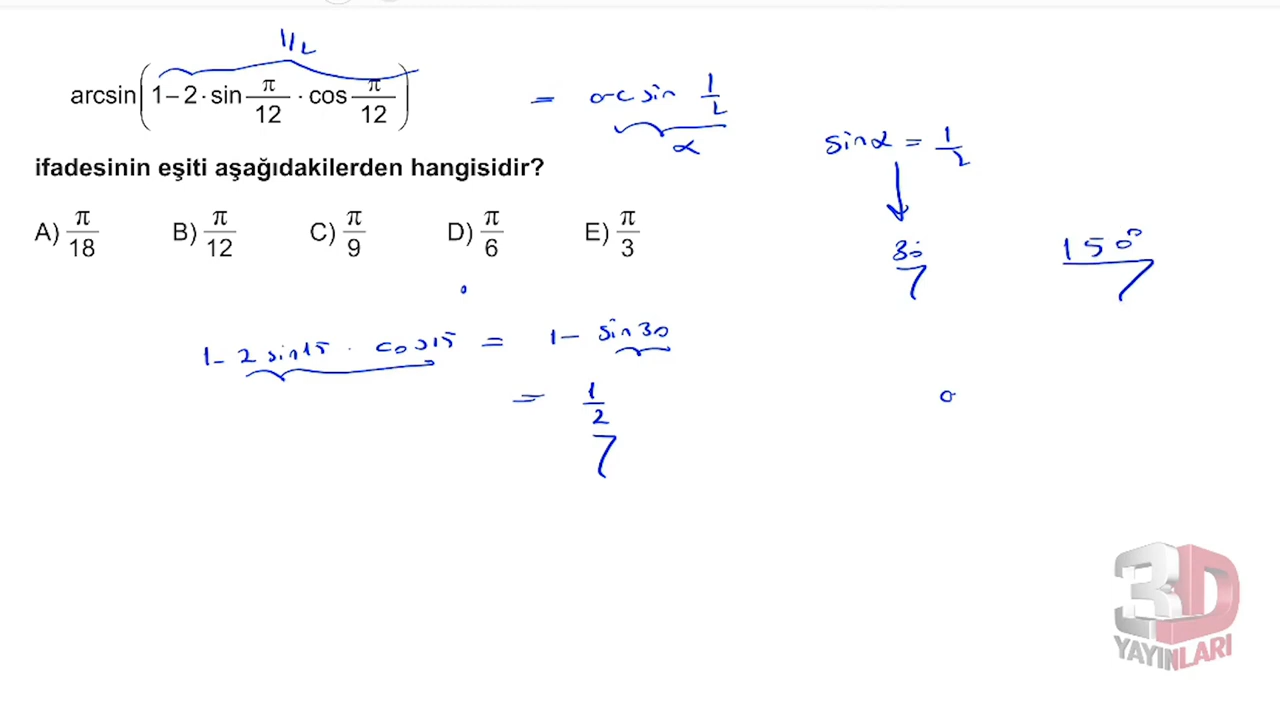 1/2
arcsin(1–2·sin π/12 · cos π/12) = arcsin 1/2
α
sinα = 1/2
ifadesinin eşiti aşağıdakilerden hangisidir?
A) π/18 B) π/12 C) π/9 D) π/6 E) π/3
30 150°
1- 2 sin15 . cos15 = 1- sin30
= 1/2
3D
YAYINLARI